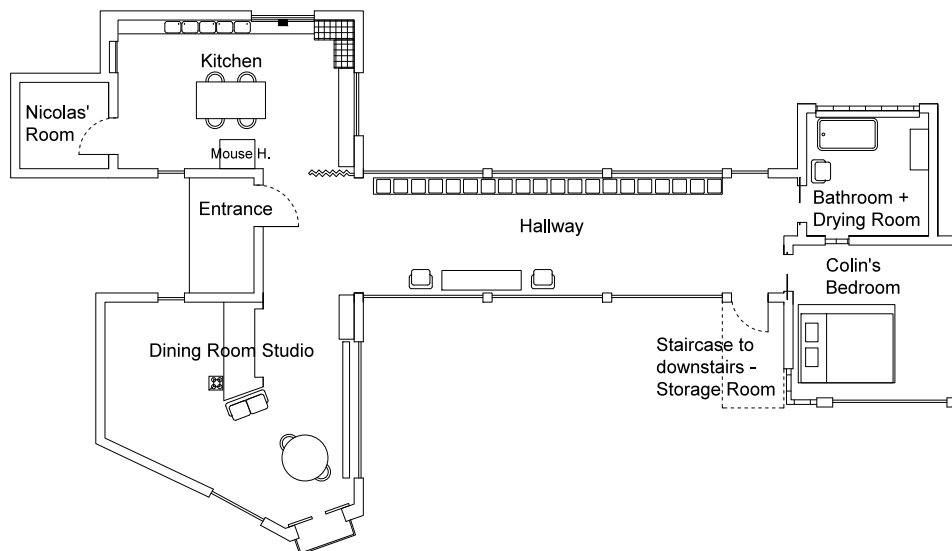 Kitchen
Nicolas'
Room
Mouse H.
Entrance
Hallway
Bathroom +
Drying Room
Colin's
Bedroom
Dining Room Studio
Staircase to
downstairs -
Storage Room